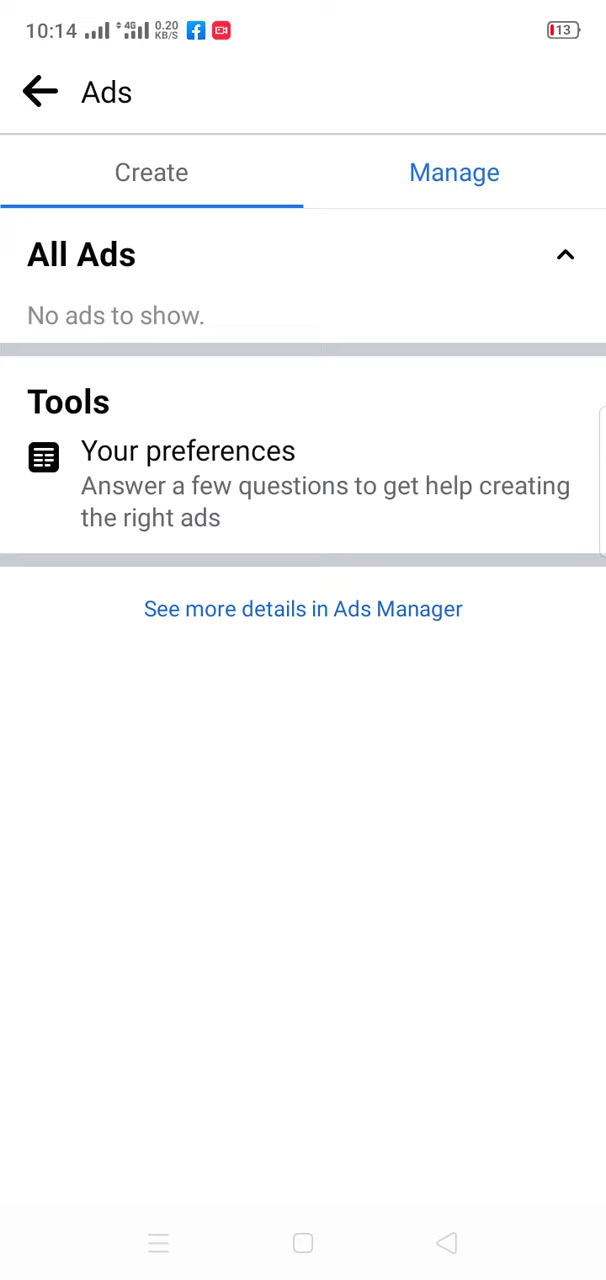 10:14 4G 0.20 KB/S 13
Ads
Create Manage
All Ads
No ads to show.
Tools
Your preferences
Answer a few questions to get help creating
the right ads
See more details in Ads Manager